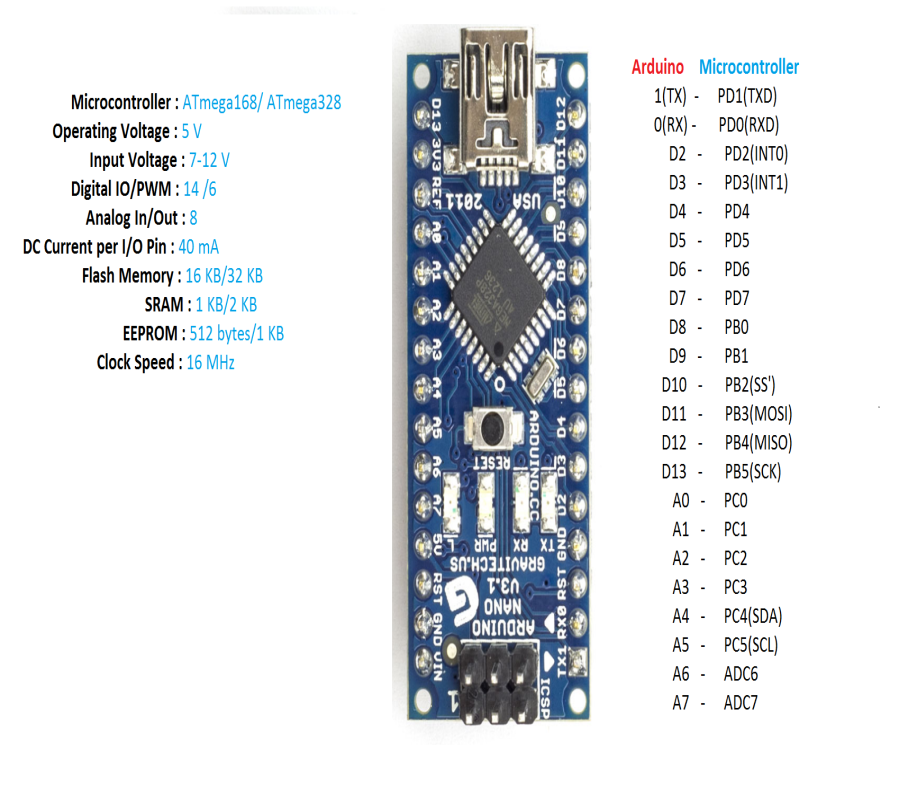 Microcontroller : ATmega168/ ATmega328
Operating Voltage : 5 V
Input Voltage : 7-12 V
Digital IO/PWM : 14 /6
Analog In/Out : 8
DC Current per I/O Pin : 40 mA
Flash Memory : 16 KB/32 KB
SRAM : 1 KB/2 KB
EEPROM : 512 bytes/1 KB
Clock Speed : 16 MHz
D13
3V3
REF
A0
A1
A2
A3
A4
A5
A6
A7
5V
RST
GND
VIN
USA
2011
RESET
ARDUINO.CC
TX
RX
PWR
L
GRAVITECH.US
ARDUINO
NANO
V3.1
ICSP
1
D12
D11
D10
D9
D8
D7
D6
D5
D4
D3
D2
GND
RST
RX0
TX1
Arduino Microcontroller
1(TX) - PD1(TXD)
0(RX) - PD0(RXD)
D2 - PD2(INT0)
D3 - PD3(INT1)
D4 - PD4
D5 - PD5
D6 - PD6
D7 - PD7
D8 - PB0
D9 - PB1
D10 - PB2(SS')
D11 - PB3(MOSI)
D12 - PB4(MISO)
D13 - PB5(SCK)
A0 - PC0
A1 - PC1
A2 - PC2
A3 - PC3
A4 - PC4(SDA)
A5 - PC5(SCL)
A6 - ADC6
A7 - ADC7